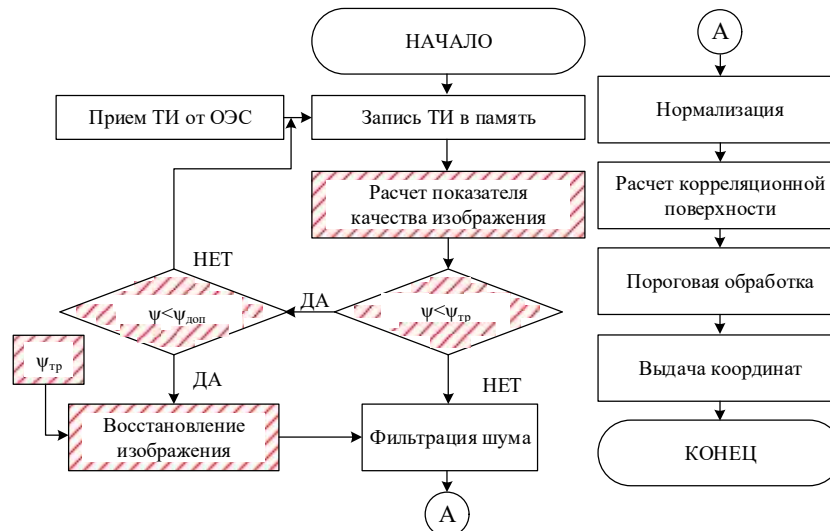 НАЧАЛО
Прием ТИ от ОЭС
Запись ТИ в память
Расчет показателя
качества изображения
НЕТ
ψ<ψдоп
ДА
ψ<ψтр
ψтр
ДА
НЕТ
Восстановление
изображения
Фильтрация шума
А
А
Нормализация
Расчет корреляционной
поверхности
Пороговая обработка
Выдача координат
КОНЕЦ